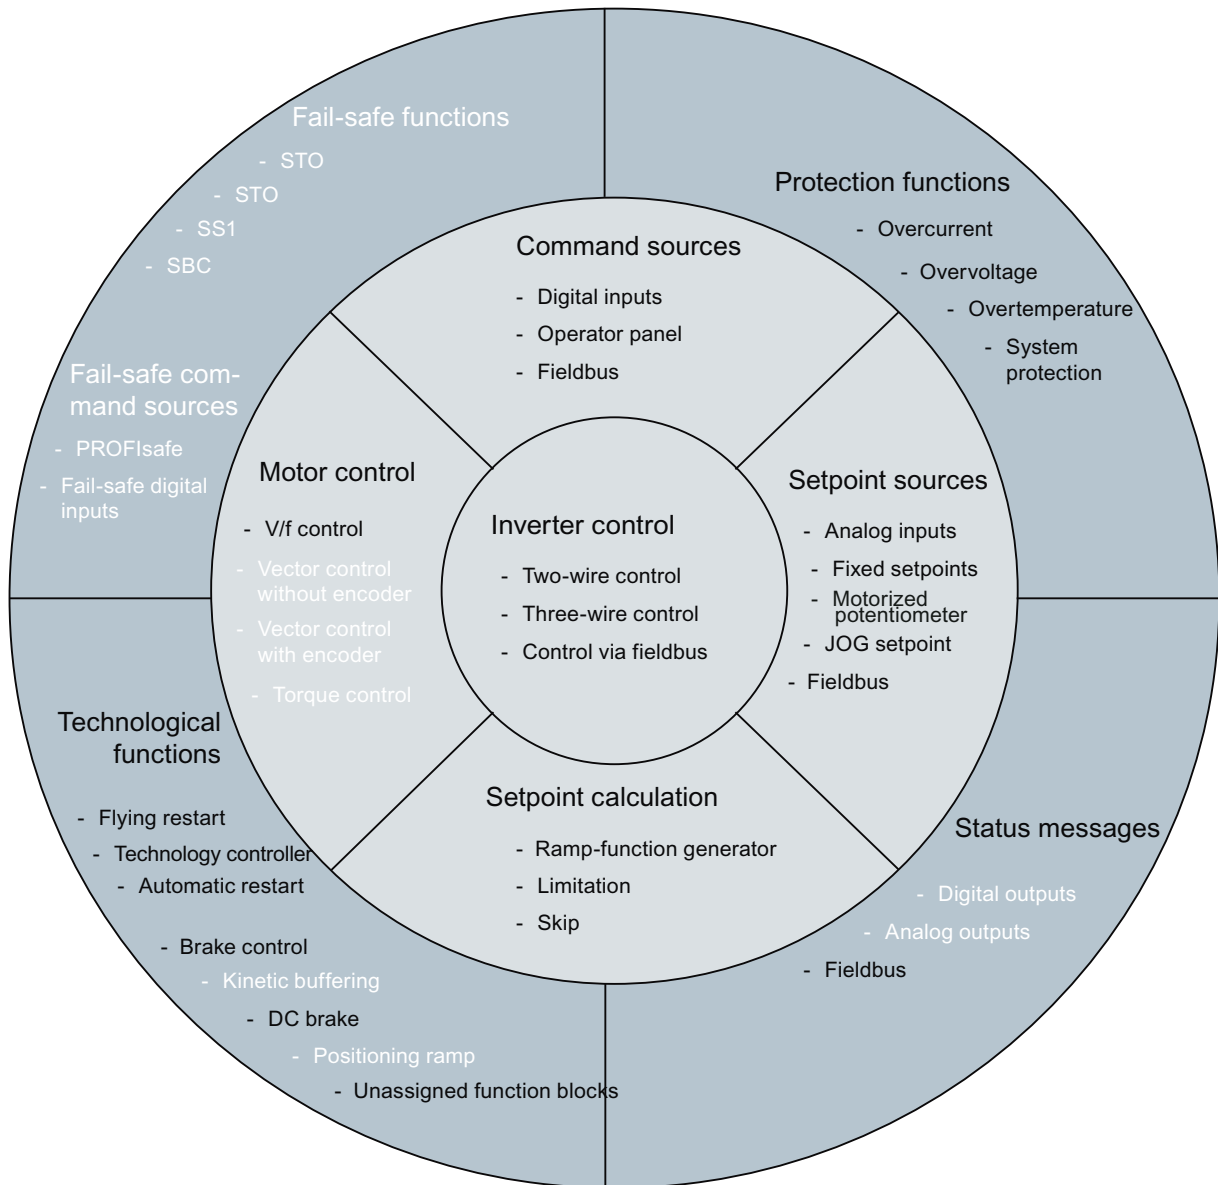 Fail-safe functions
- STO
- STO
- SS1
- SBC
Fail-safe com-
mand sources
- PROFIsafe
- Fail-safe digital
inputs
Protection functions
- Overcurrent
- Overvoltage
- Overtemperature
- System
protection
Command sources
- Digital inputs
- Operator panel
- Fieldbus
Motor control
- V/f control
- Vector control
without encoder
- Vector control
with encoder
- Torque control
Inverter control
- Two-wire control
- Three-wire control
- Control via fieldbus
Setpoint sources
- Analog inputs
- Fixed setpoints
- Motorized
potentiometer
- JOG setpoint
- Fieldbus
Setpoint calculation
- Ramp-function generator
- Limitation
- Skip
Technological
functions
- Flying restart
- Technology controller
- Automatic restart
- Brake control
- Kinetic buffering
- DC brake
- Positioning ramp
- Unassigned function blocks
Status messages
- Digital outputs
- Analog outputs
- Fieldbus